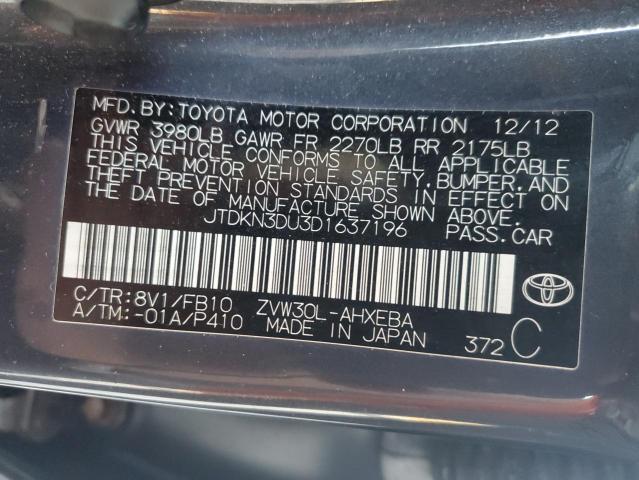 MFD. BY: TOYOTA MOTOR CORPORATION 12/12
GVWR 3980LB GAWR FR 2270LB RR 2175LB
THIS VEHICLE CONFORMS TO ALL APPLICABLE
FEDERAL MOTOR VEHICLE SAFETY, BUMPER, AND
THEFT PREVENTION STANDARDS IN EFFECT ON
THE DATE OF MANUFACTURE SHOWN ABOVE.
JTDKN3DU3D1637196 PASS.CAR
C/TR:8V1/FB10 ZVW30L-AHXEBA
A/TM:-01A/P410 MADE IN JAPAN 372 C